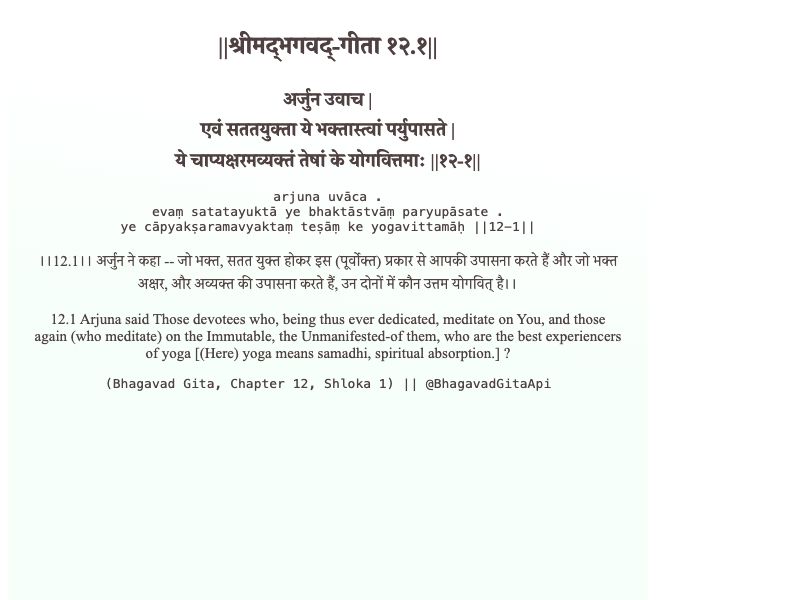 ||श्रीमद्‍भगवद्‍-गीता १२.१||
अर्जुन उवाच |
एवं सततयुक्ता ये भक्तास्त्वां पर्युपासते |
ये चाप्यक्षरमव्यक्तं तेषां के योगवित्तमाः ||१२-१||
arjuna uvāca .
evaṃ satatayuktā ye bhaktāstvāṃ paryupāsate .
ye cāpyakṣaramavyaktaṃ teṣāṃ ke yogavittamāḥ ||12-1||
।।12.1।। अर्जुन ने कहा -- जो भक्त, सतत युक्त होकर इस (पूर्वोक्त) प्रकार से आपकी उपासना करते हैं और जो भक्त
अक्षर, और अव्यक्त की उपासना करते हैं, उन दोनों में कौन उत्तम योगवित् है।।
12.1 Arjuna said Those devotees who, being thus ever dedicated, meditate on You, and those
again (who meditate) on the Immutable, the Unmanifested-of them, who are the best experiencers
of yoga [(Here) yoga means samadhi, spiritual absorption.] ?
(Bhagavad Gita, Chapter 12, Shloka 1) || @BhagavadGitaApi